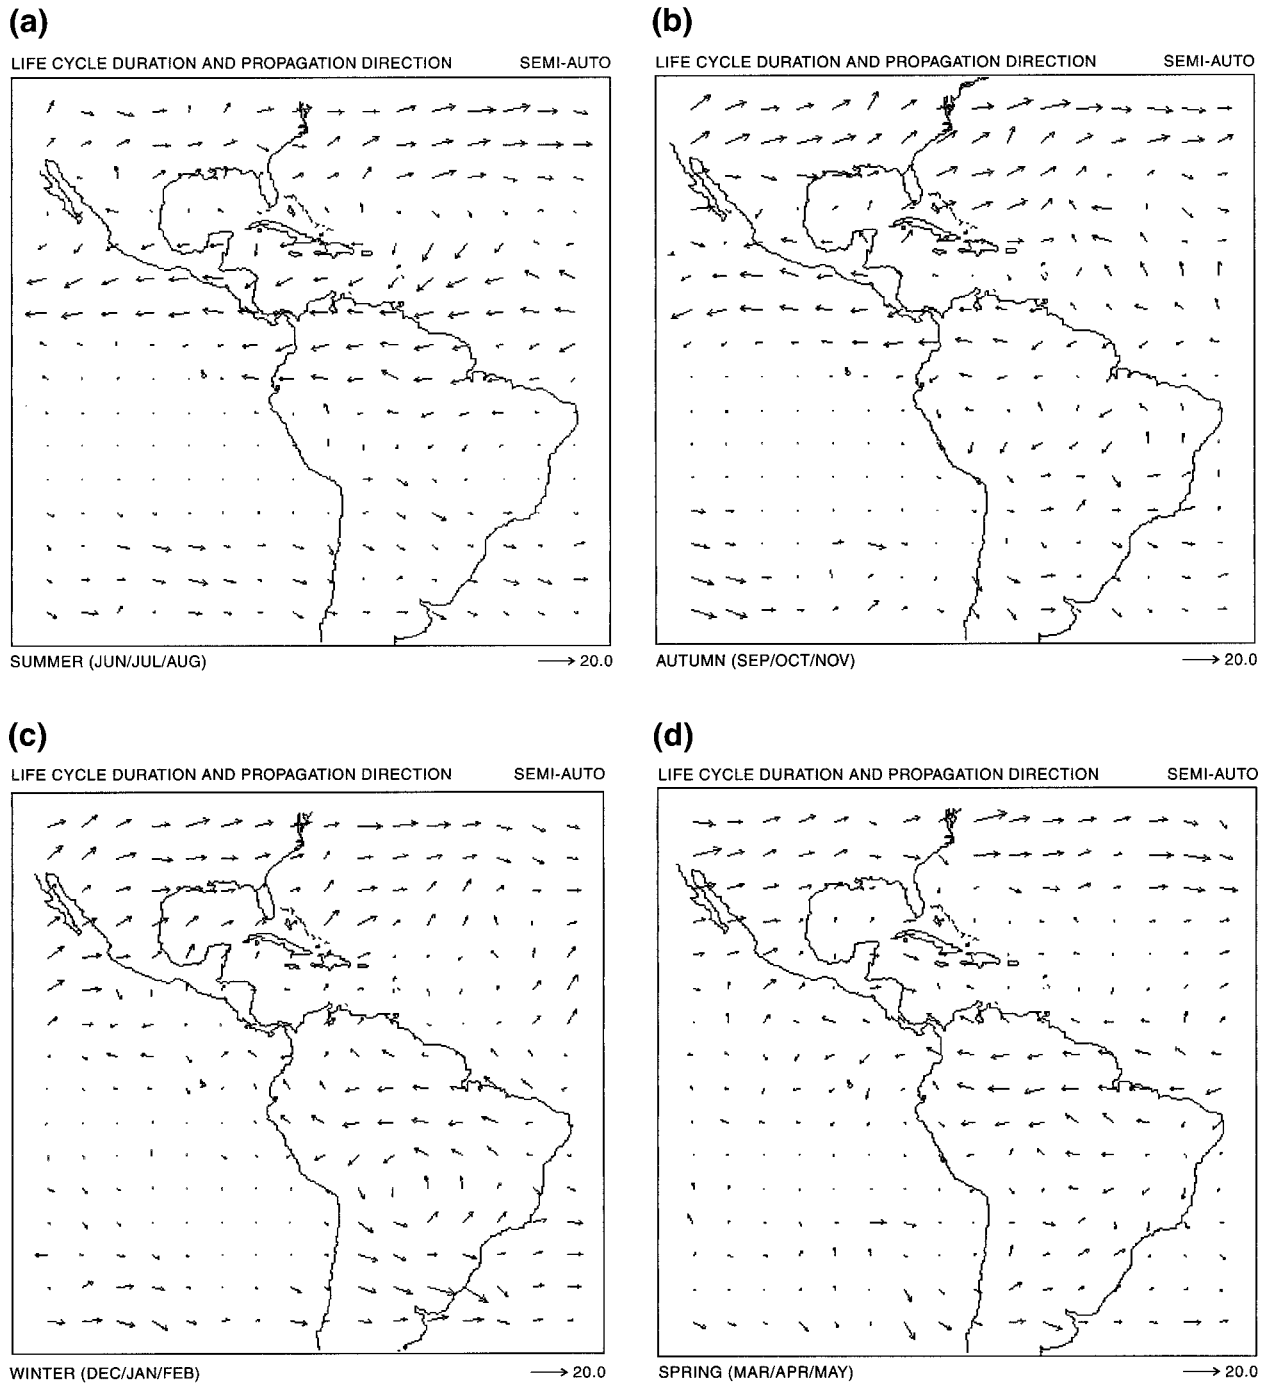 (a)
LIFE CYCLE DURATION AND PROPAGATION DIRECTION SEMI-AUTO
SUMMER (JUN/JUL/AUG) 20.0
(b)
LIFE CYCLE DURATION AND PROPAGATION DIRECTION SEMI-AUTO
AUTUMN (SEP/OCT/NOV) 20.0
(c)
LIFE CYCLE DURATION AND PROPAGATION DIRECTION SEMI-AUTO
WINTER (DEC/JAN/FEB) 20.0
(d)
LIFE CYCLE DURATION AND PROPAGATION DIRECTION SEMI-AUTO
SPRING (MAR/APR/MAY) 20.0